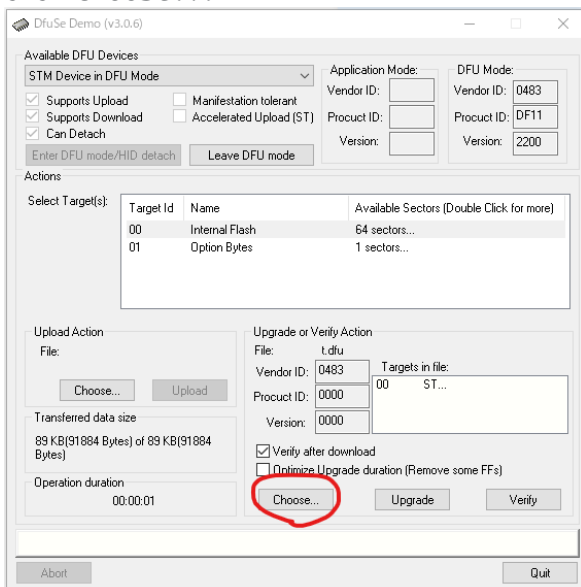 DfuSe Demo (v3.0.6)
Available DFU Devices
STM Device in DFU Mode
Supports Upload
Manifestation tolerant
Supports Download
Accelerated Upload (ST)
Can Detach
Enter DFU mode/HID detach
Leave DFU mode
Application Mode:
Vendor ID:
Procuct ID:
Version:
DFU Mode:
Vendor ID: 0483
Procuct ID: DF11
Version: 2200
Actions
Select Target(s):
Target Id Name Available Sectors (Double Click for more)
00 Internal Flash 64 sectors...
01 Option Bytes 1 sectors...
Upload Action
File:
Choose... Upload
Transferred data size
89 KB(91884 Bytes) of 89 KB(91884
Bytes)
Operation duration
00:00:01
Upgrade or Verify Action
File: t.dfu
Vendor ID: 0483
Procuct ID: 0000
Version: 0000
Targets in file:
00 ST...
Verify after download
Optimize Upgrade duration (Remove some FFs)
Choose... Upgrade Verify
Abort Quit